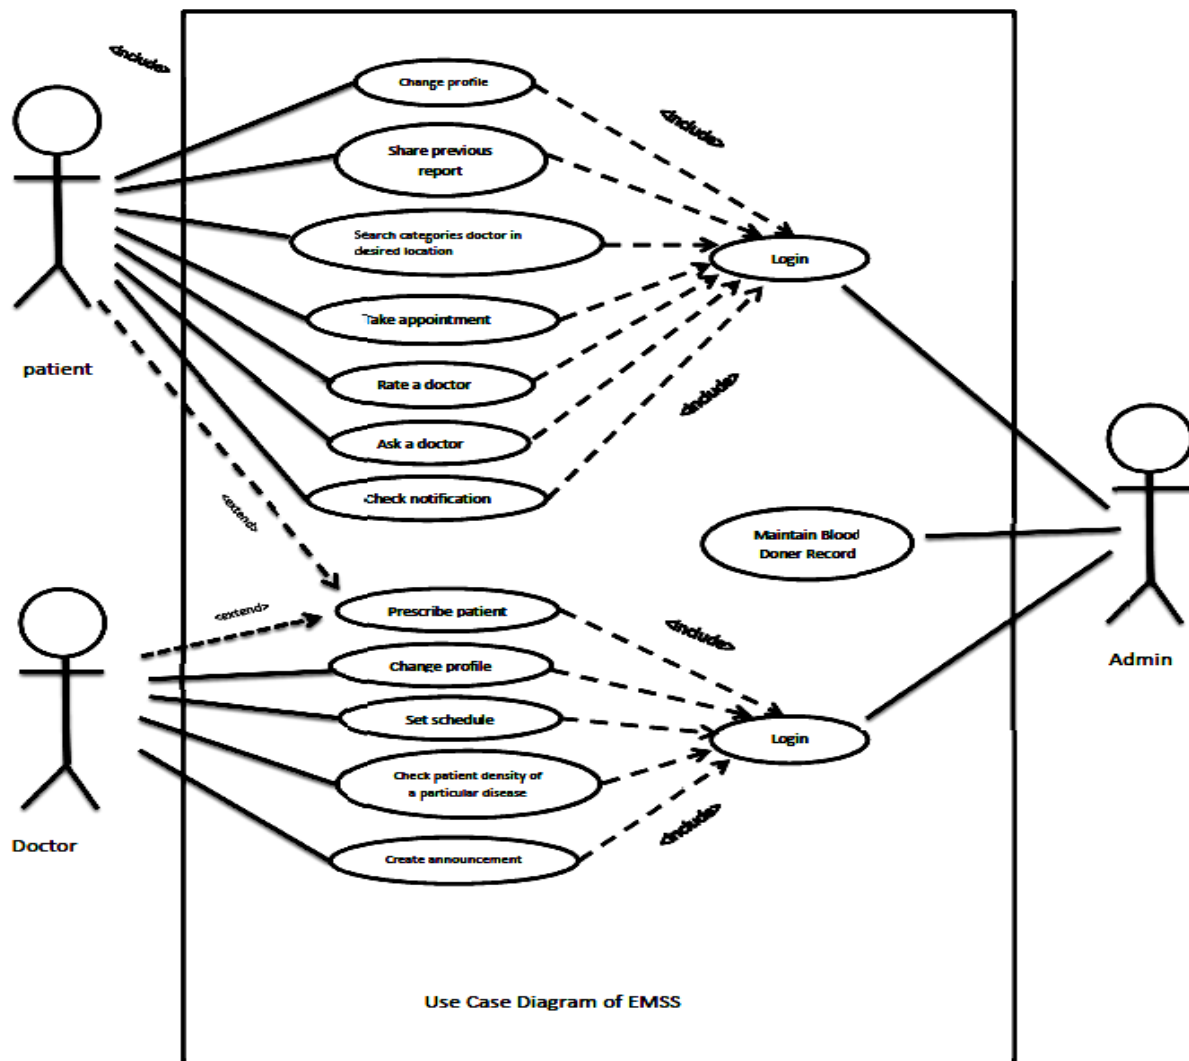 <include>
Change profile
<include>
Share previous
report
Search categories doctor in
desired location
Login
Take appointment
patient
Rate a doctor
<include>
Ask a doctor
Check notification
<extend>
Maintain Blood
Doner Record
<extend>
Prescribe patient
<include>
Change profile
Admin
Set schedule
Login
Check patient density of
a particular disease
<include>
Doctor
Create announcement
Use Case Diagram of EMSS